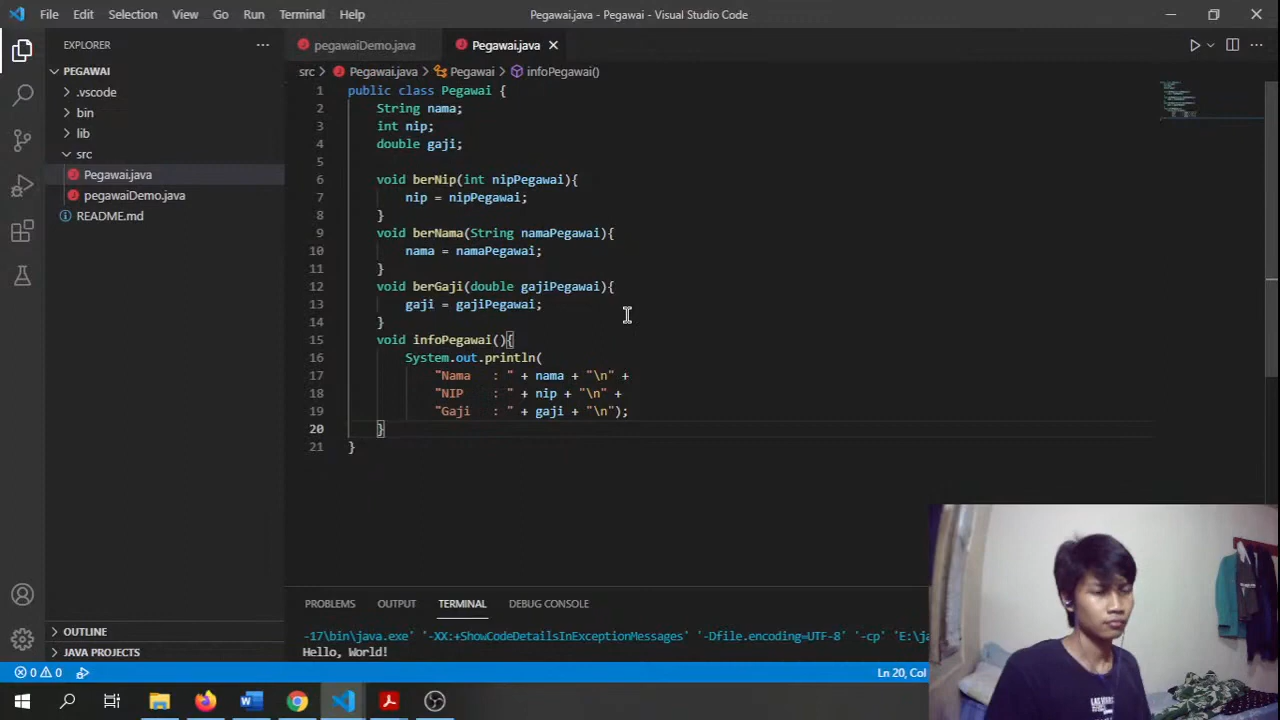 File Edit Selection View Go Run Terminal Help
Pegawai.java - Pegawai - Visual Studio Code
EXPLORER
PEGAWAI
.vscode
bin
lib
src
Pegawai.java
pegawaiDemo.java
README.md
OUTLINE
JAVA PROJECTS
pegawaiDemo.java Pegawai.java
src > Pegawai.java > Pegawai > infoPegawai()
1 public class Pegawai {
2 String nama;
3 int nip;
4 double gaji;
5
6 void berNip(int nipPegawai){
7 nip = nipPegawai;
8 }
9 void berNama(String namaPegawai){
10 nama = namaPegawai;
11 }
12 void berGaji(double gajiPegawai){
13 gaji = gajiPegawai;
14 }
15 void infoPegawai(){
16 System.out.println(
17 "Nama : " + nama + "\n" +
18 "NIP : " + nip + "\n" +
19 "Gaji : " + gaji + "\n");
20 }
21 }
PROBLEMS OUTPUT TERMINAL DEBUG CONSOLE
-17\bin\java.exe' '-XX:+ShowCodeDetailsInExceptionMessages' '-Dfile.encoding=UTF-8' '-cp' 'E:\ja
Hello, World!
0 0
Ln 20, Col